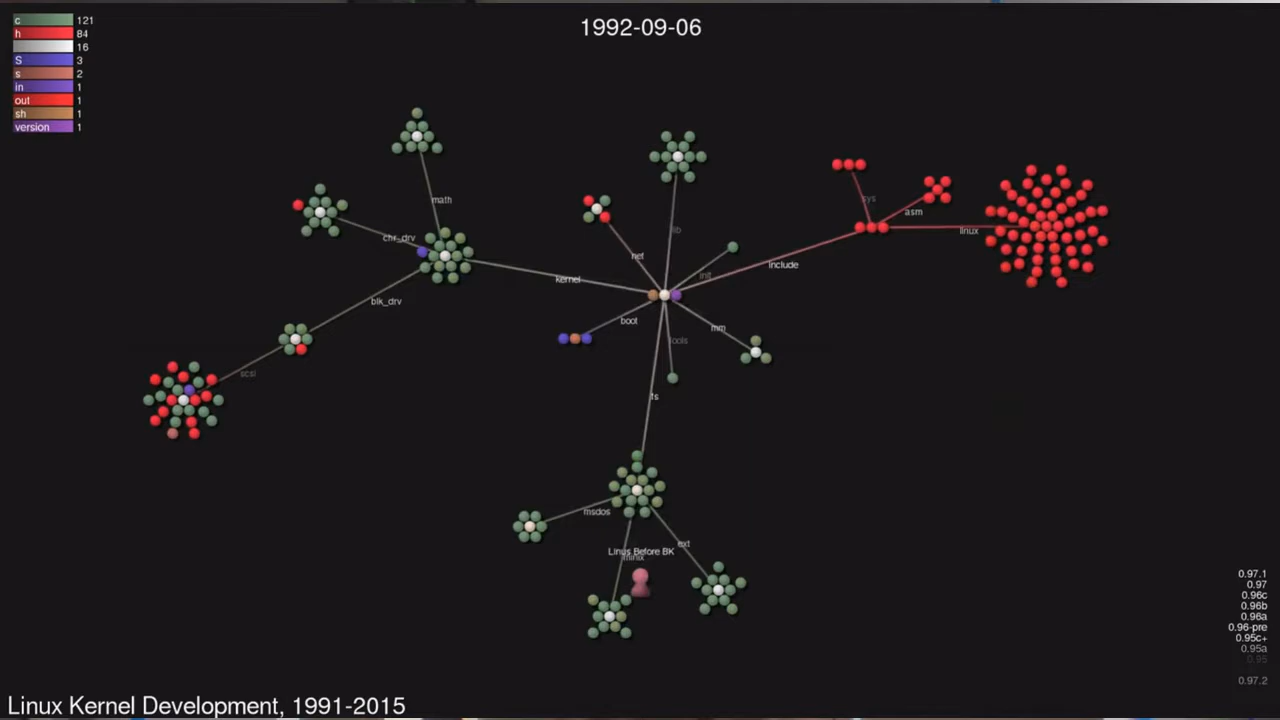 1992-09-06
c 121
h 84
16
S 3
s 2
in 1
out 1
sh 1
version 1
math
chr_drv
blk_drv
scsi
kernel
net
lib
init
include
sys
asm
linux
boot
tools
mm
fs
msdos
ext
Linus Before BK
minix
0.97.1
0.97
0.96c
0.96b
0.96a
0.96-pre
0.95c+
0.95a
0.95
0.97.2
Linux Kernel Development, 1991-2015